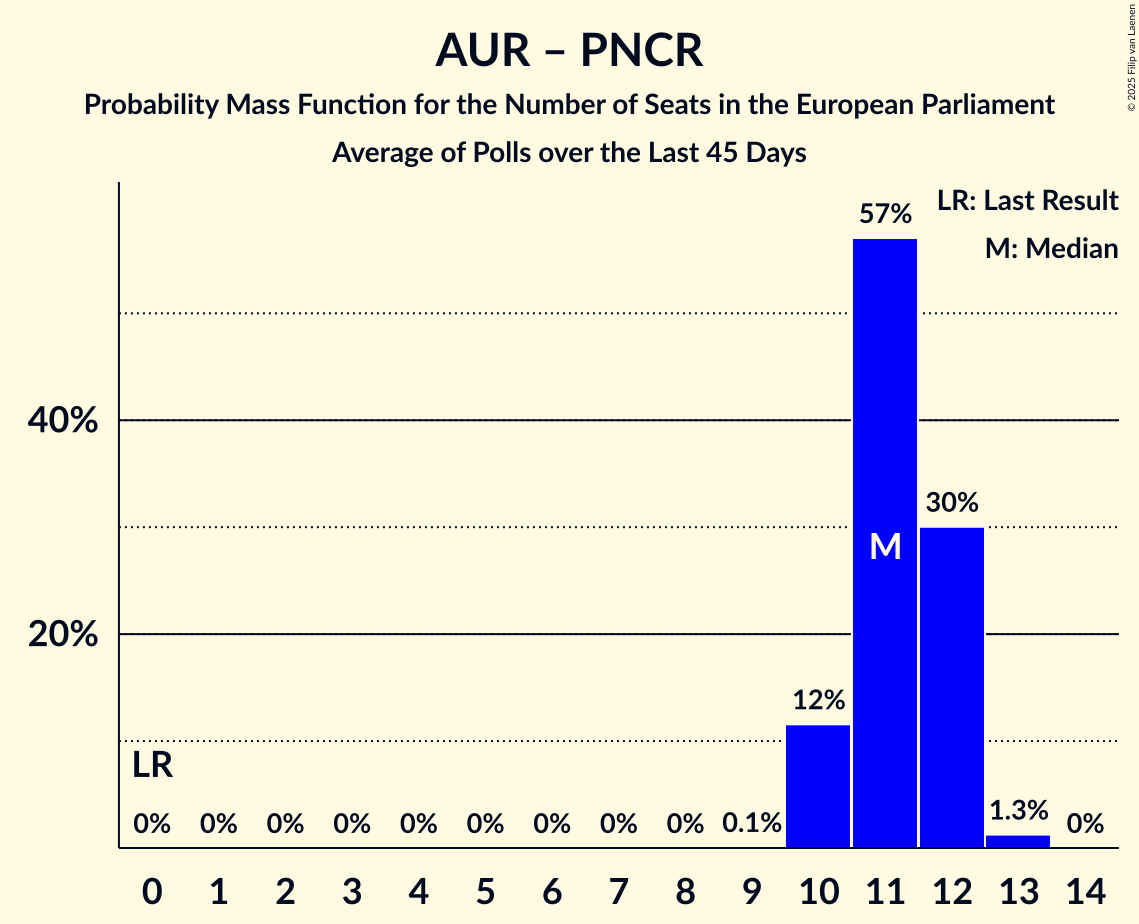 AUR – PNCR
Probability Mass Function for the Number of Seats in the European Parliament
Average of Polls over the Last 45 Days
© 2025 Filip van Laenen
LR: Last Result
M: Median
57%
40%
30%
M
20%
12%
LR
0% 0% 0% 0% 0% 0% 0% 0% 0% 0.1% 1.3% 0%
0 1 2 3 4 5 6 7 8 9 10 11 12 13 14